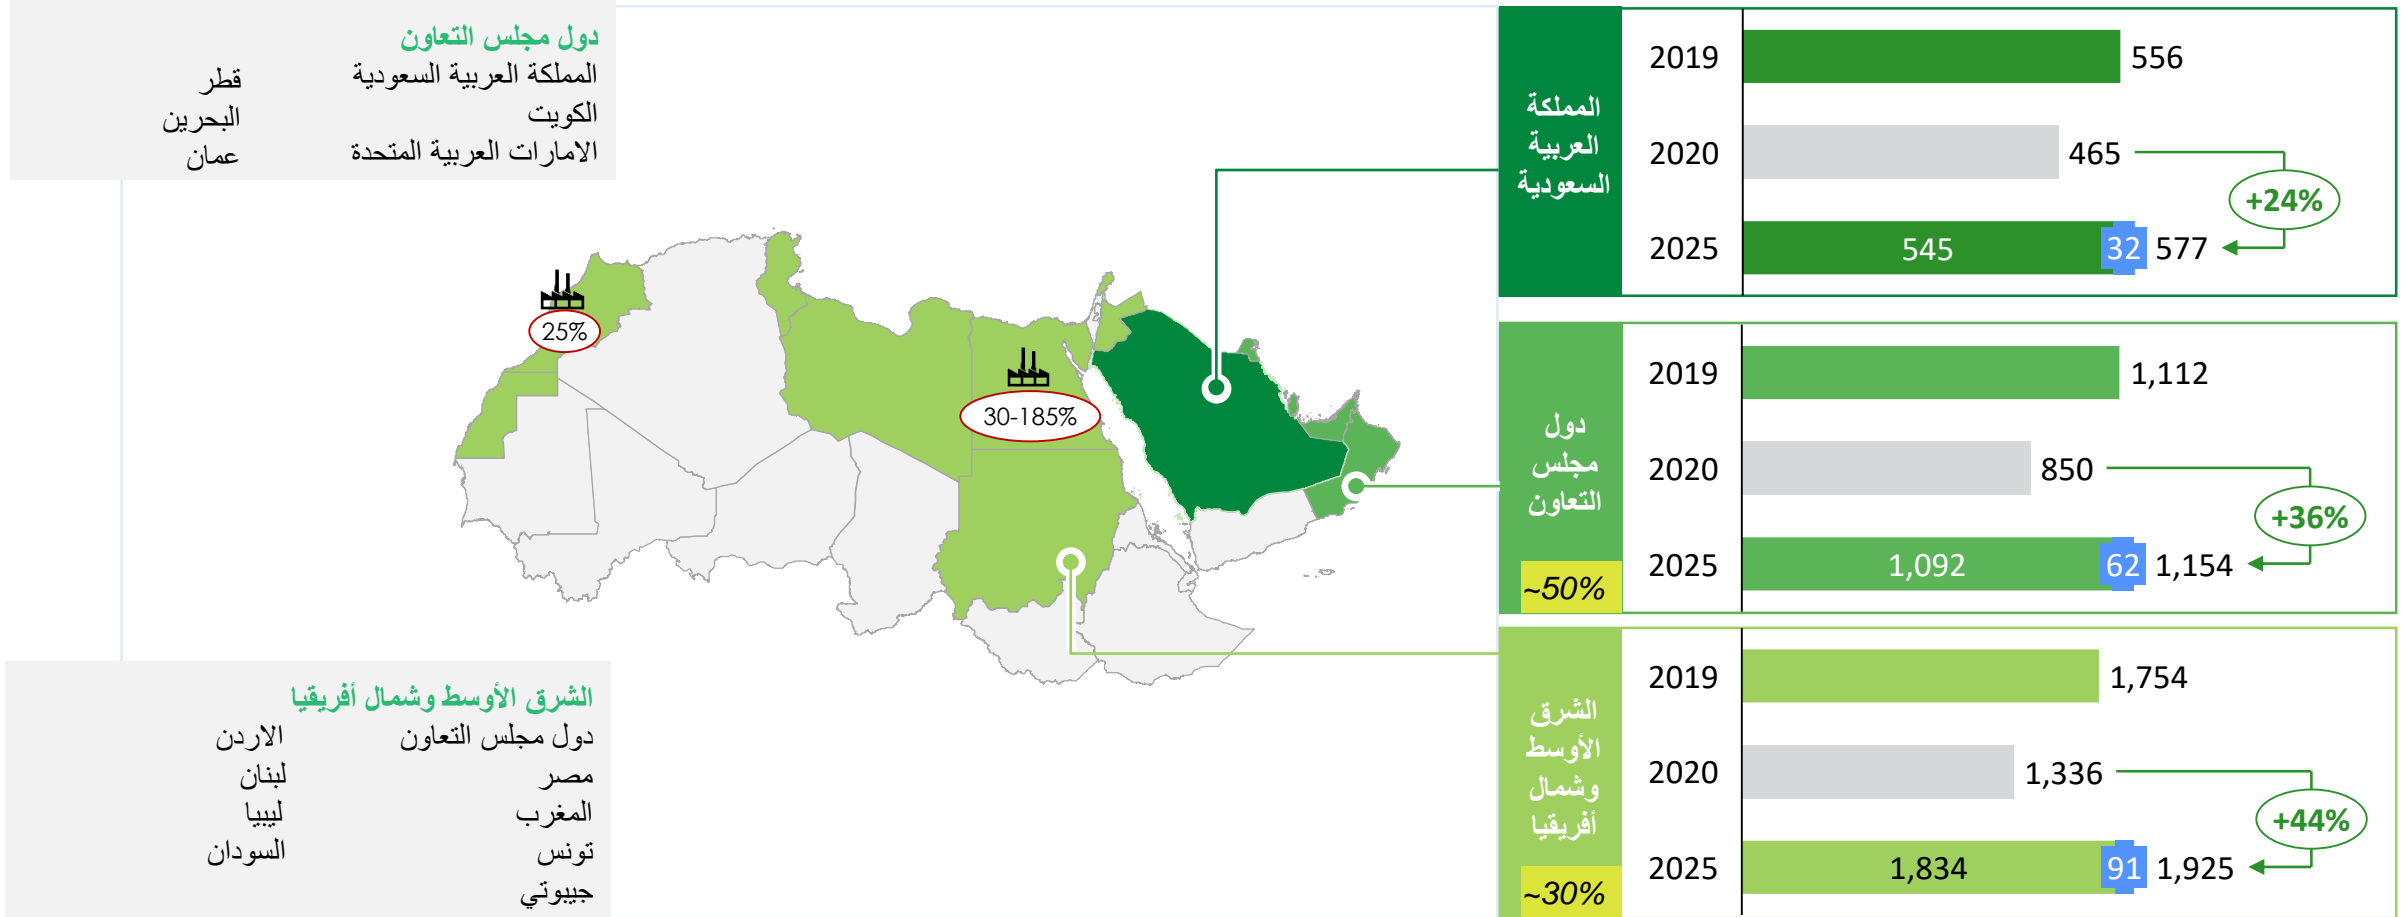 دول مجلس التعاون
المملكة العربية السعودية
الكويت
الامارات العربية المتحدة
قطر
البحرين
عمان
25%
30-185%
الشرق الأوسط وشمال أفريقيا
دول مجلس التعاون
مصر
المغرب
تونس
جيبوتي
الاردن
لبنان
ليبيا
السودان
المملكة
العربية
السعودية
2019
556
2020
465
+24%
2025
545
32
577
دول
مجلس
التعاون
~50%
2019
1,112
2020
850
+36%
2025
1,092
62
1,154
الشرق
الأوسط
وشمال
أفريقيا
~30%
2019
1,754
2020
1,336
+44%
2025
1,834
91
1,925